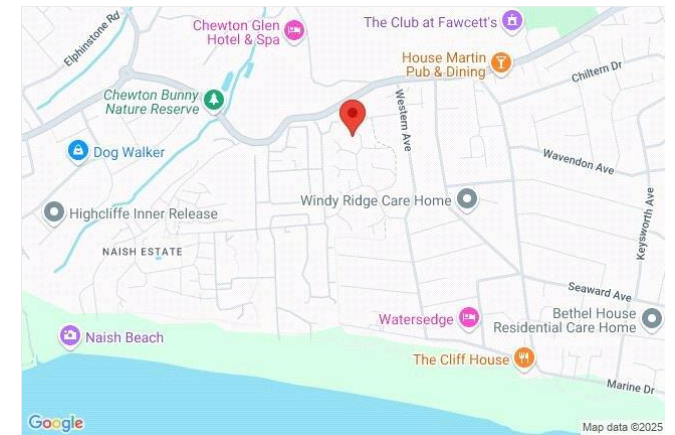 Elphinstone Rd
Chewton Glen
Hotel & Spa
The Club at Fawcett's
House Martin
Pub & Dining
Chiltern Dr
Chewton Bunny
Nature Reserve
Western Ave
Dog Walker
Wavendon Ave
Windy Ridge Care Home
Highcliffe Inner Release
Keysworth Ave
NAISH ESTATE
Seaward Ave
Watersedge
Bethel House
Residential Care Home
Naish Beach
The Cliff House
Marine Dr
Google
Map data ©2025